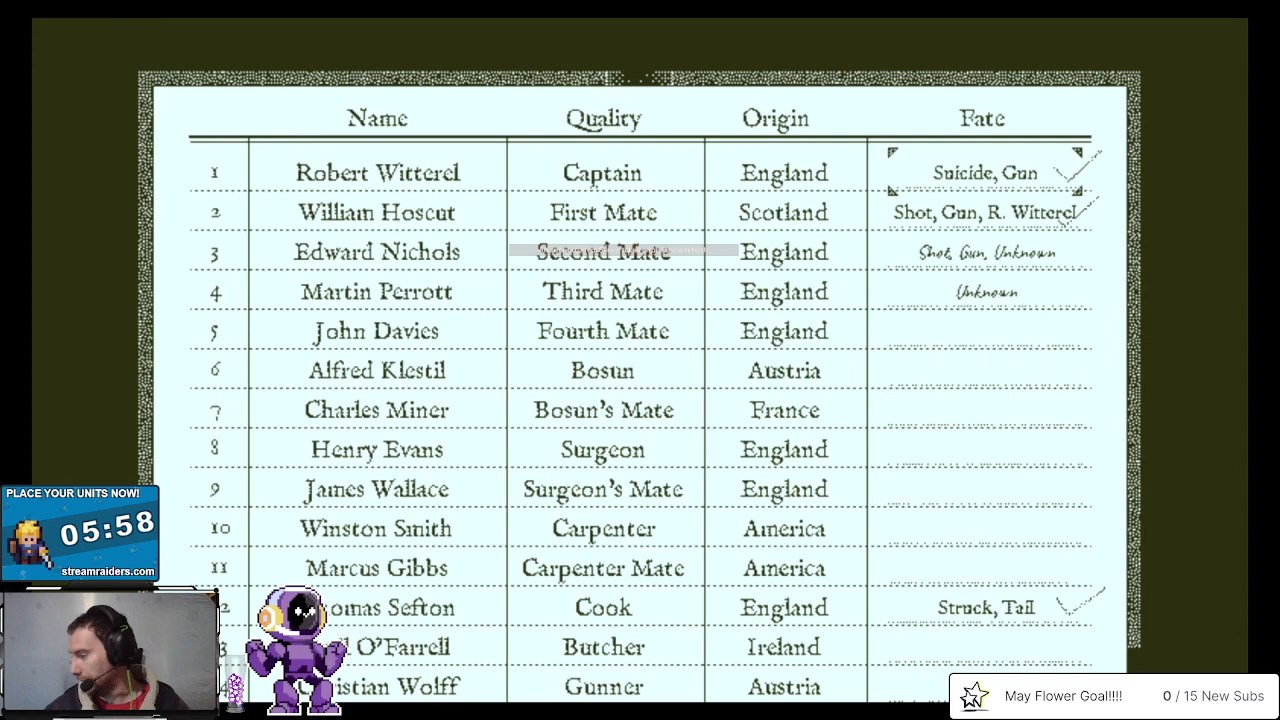 Name Quality Origin Fate
1 Robert Witterel Captain England Suicide, Gun
2 William Hoscut First Mate Scotland Shot, Gun, R. Witterel
3 Edward Nichols Second Mate England Shot, Gun, Unknown
4 Martin Perrott Third Mate England Unknown
5 John Davies Fourth Mate England
6 Alfred Klestil Bosun Austria
7 Charles Miner Bosun's Mate France
8 Henry Evans Surgeon England
9 James Wallace Surgeon's Mate England
10 Winston Smith Carpenter America
11 Marcus Gibbs Carpenter Mate America
2 omas Sefton Cook England Struck, Tail
3 O'Farrell Butcher Ireland
istian Wolff Gunner Austria
PLACE YOUR UNITS NOW!
05:58
streamraiders.com
May Flower Goal!!!! 0 / 15 New Subs